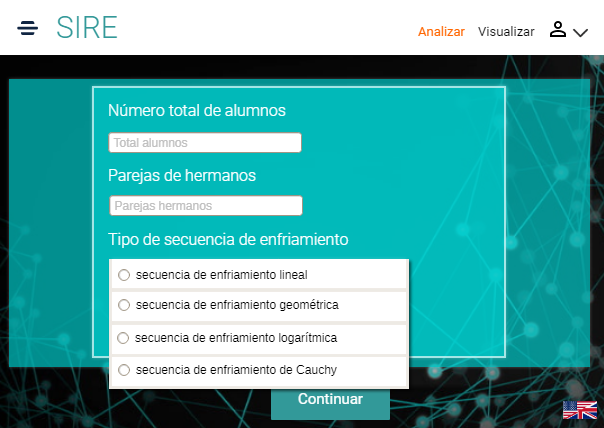 SIRE
Analizar
Visualizar
Número total de alumnos
Total alumnos
Parejas de hermanos
Parejas hermanos
Tipo de secuencia de enfriamiento
secuencia de enfriamiento lineal
secuencia de enfriamiento geométrica
secuencia de enfriamiento logarítmica
secuencia de enfriamiento de Cauchy
Continuar